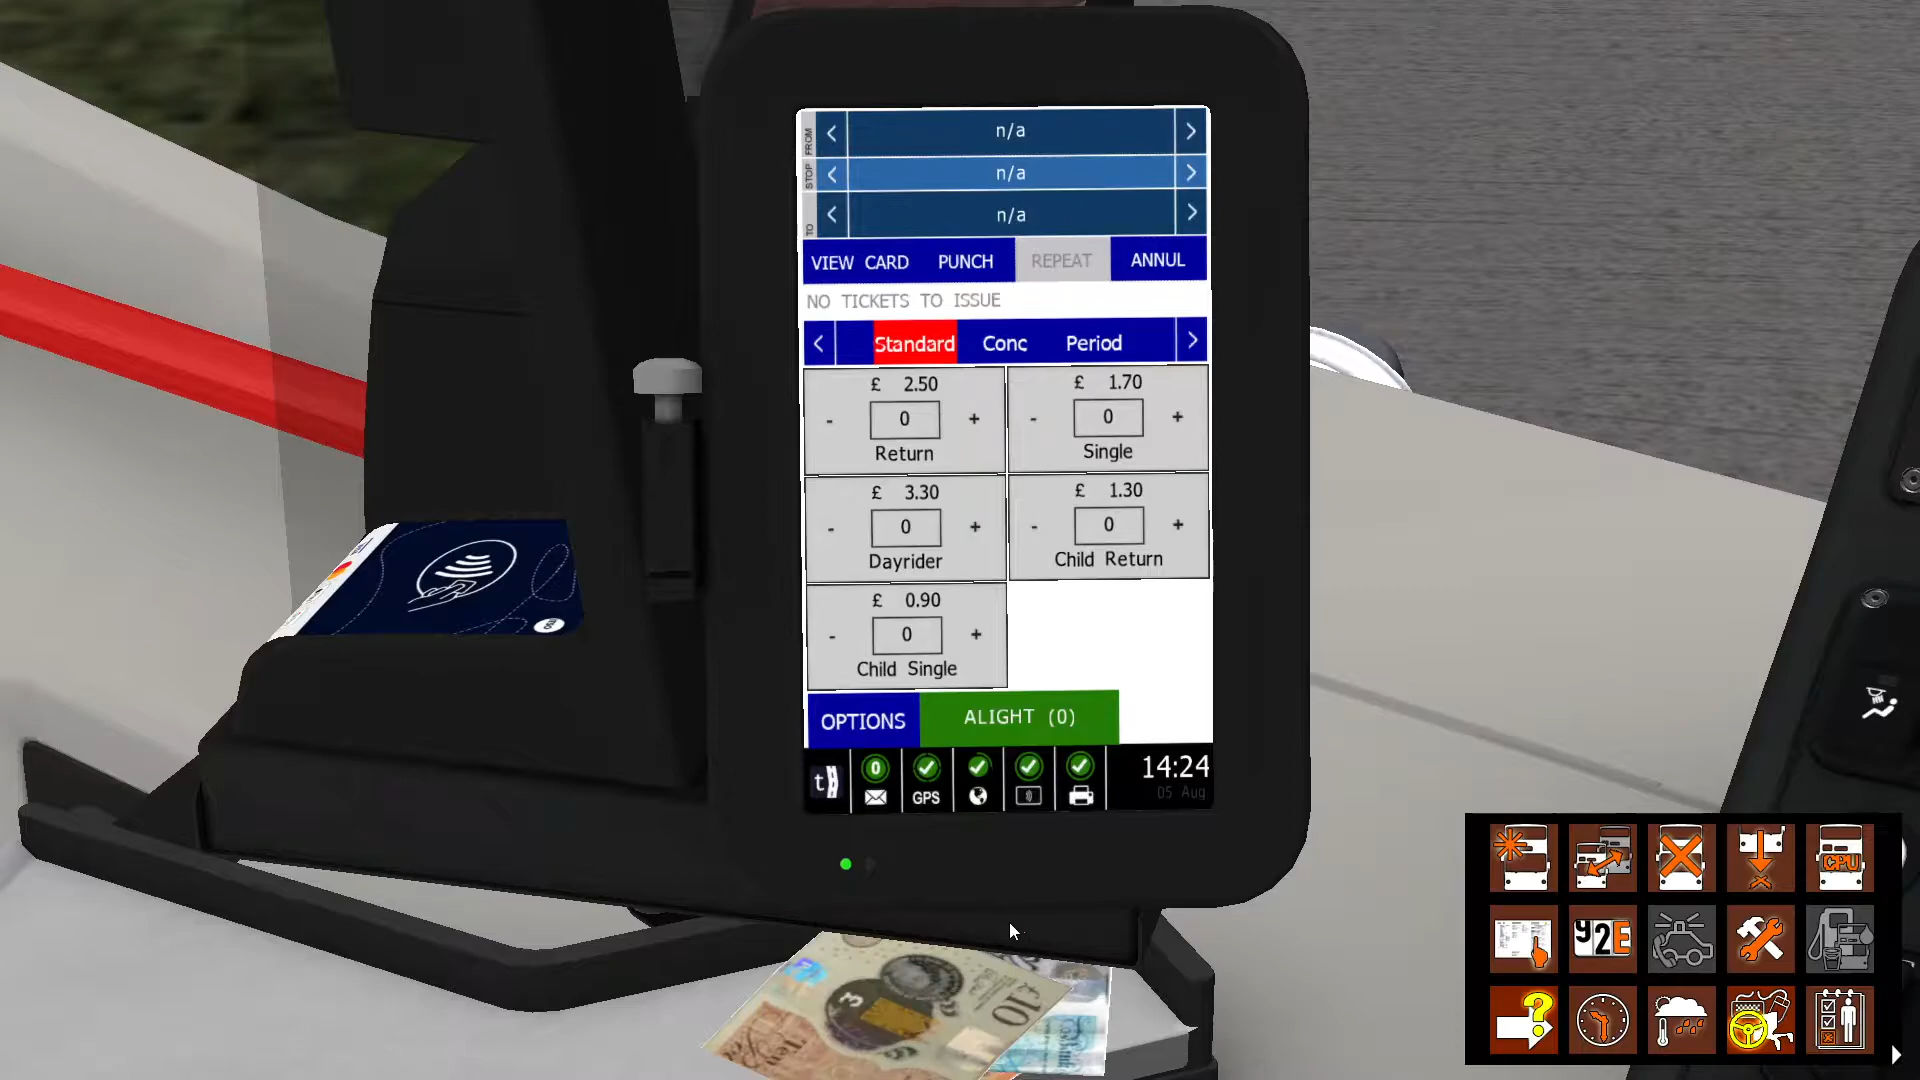 FROM < n/a >
STOP < n/a >
TO < n/a >
VIEW CARD PUNCH REPEAT ANNUL
NO TICKETS TO ISSUE
< Standard Conc Period >
£ 2.50 £ 1.70
- 0 + - 0 +
Return Single
£ 3.30 £ 1.30
- 0 + - 0 +
Dayrider Child Return
£ 0.90
- 0 +
Child Single
OPTIONS ALIGHT (0)
t 0 GPS 14:24
05 Aug
£10
CPU
92E
?